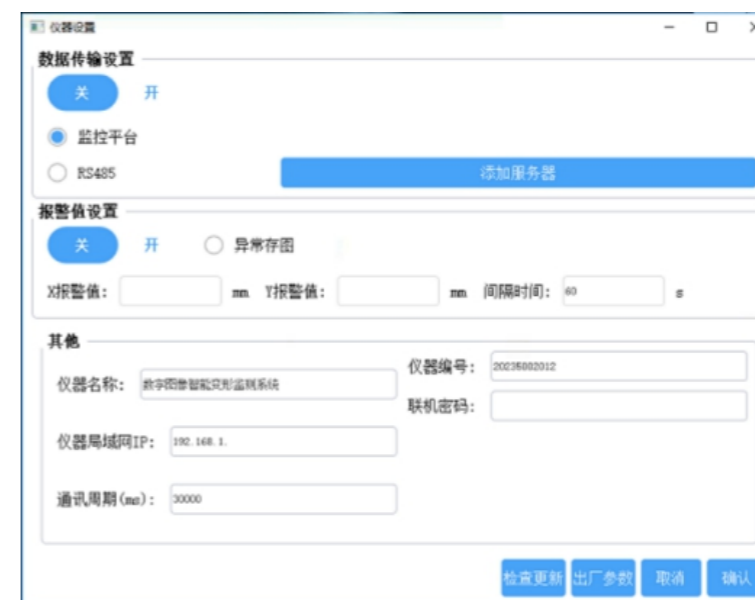 仪器设置
数据传输设置
关 开
监控平台
RS485 添加服务器
报警值设置
关 开 异常存图
X报警值: mm Y报警值: mm 间隔时间: 60 s
其他
仪器名称: 数字图像智能变形监测系统 仪器编号: 20235002012
联机密码:
仪器局域网IP: 192.168.1.
通讯周期(ms): 30000
检查更新 出厂参数 取消 确认